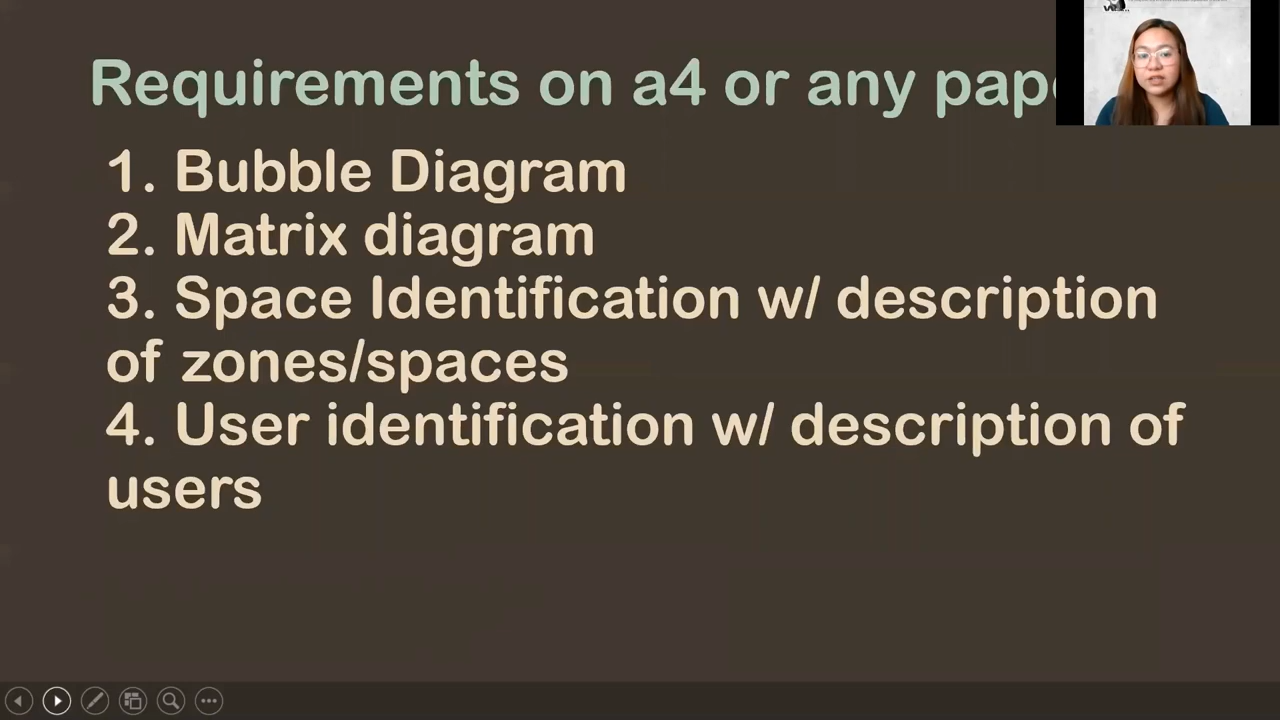 Requirements on a4 or any
1. Bubble Diagram
2. Matrix diagram
3. Space Identification w/ description
of zones/spaces
4. User identification w/ description of
users